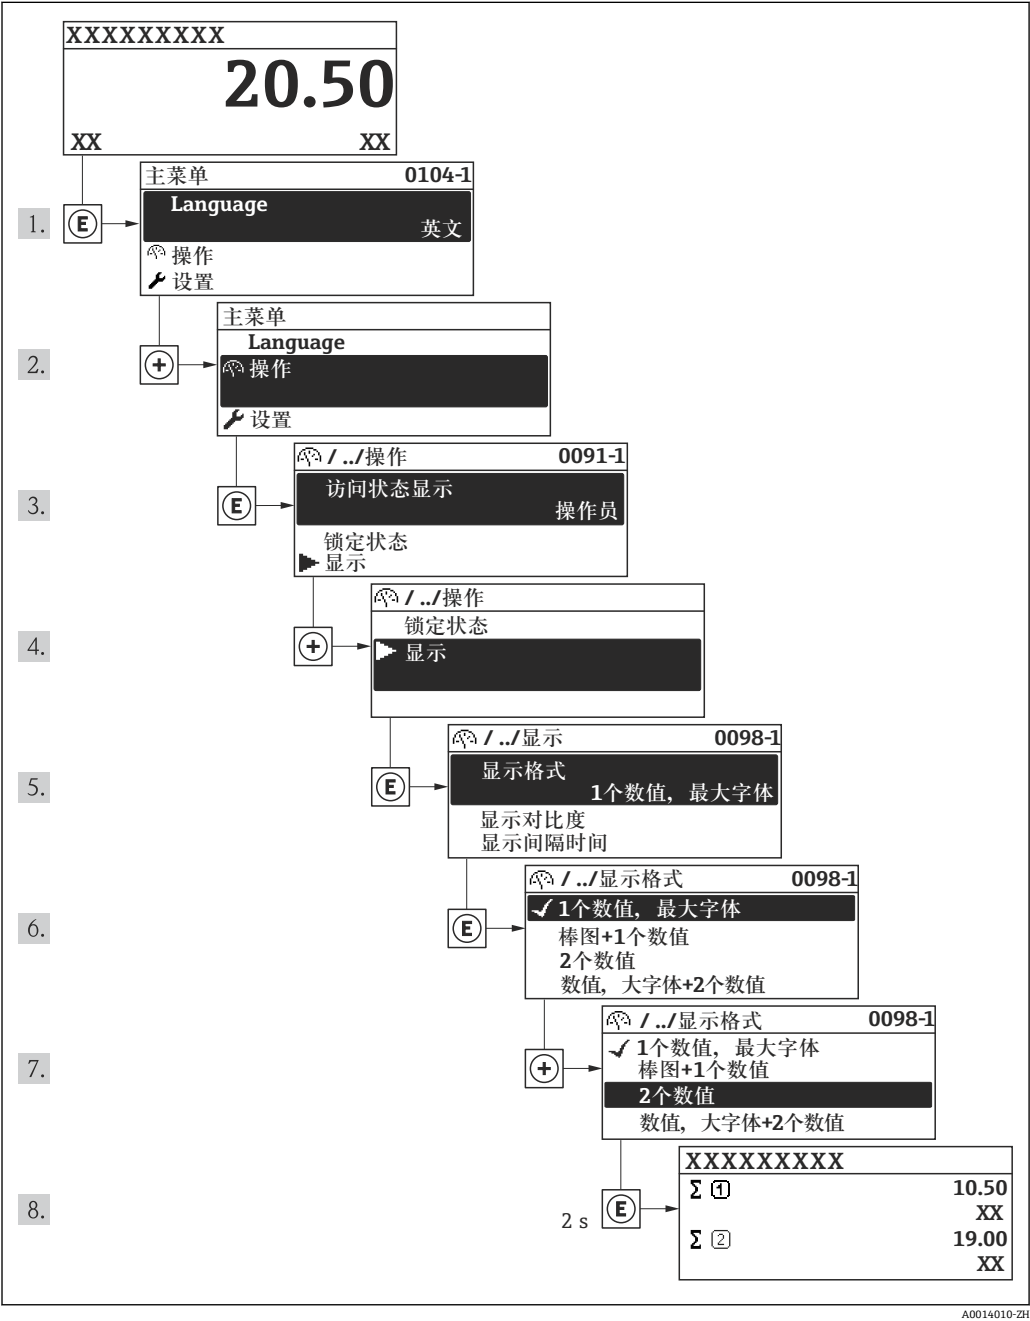 XXXXXXXXX
20.50
XX XX
主菜单 0104-1
Language
英文
操作
设置
1. E
主菜单
Language
操作
设置
2. +
/ ../操作 0091-1
访问状态显示
操作员
锁定状态
显示
3. E
/ ../操作
锁定状态
显示
4. +
/ ../显示 0098-1
显示格式
1个数值，最大字体
显示对比度
显示间隔时间
5. E
/ ../显示格式 0098-1
1个数值，最大字体
棒图+1个数值
2个数值
数值，大字体+2个数值
6. E
/ ../显示格式 0098-1
1个数值，最大字体
棒图+1个数值
2个数值
数值，大字体+2个数值
7. +
XXXXXXXXX
Σ 1 10.50
XX
Σ 2 19.00
XX
8. 2 s E
A0014010-ZH